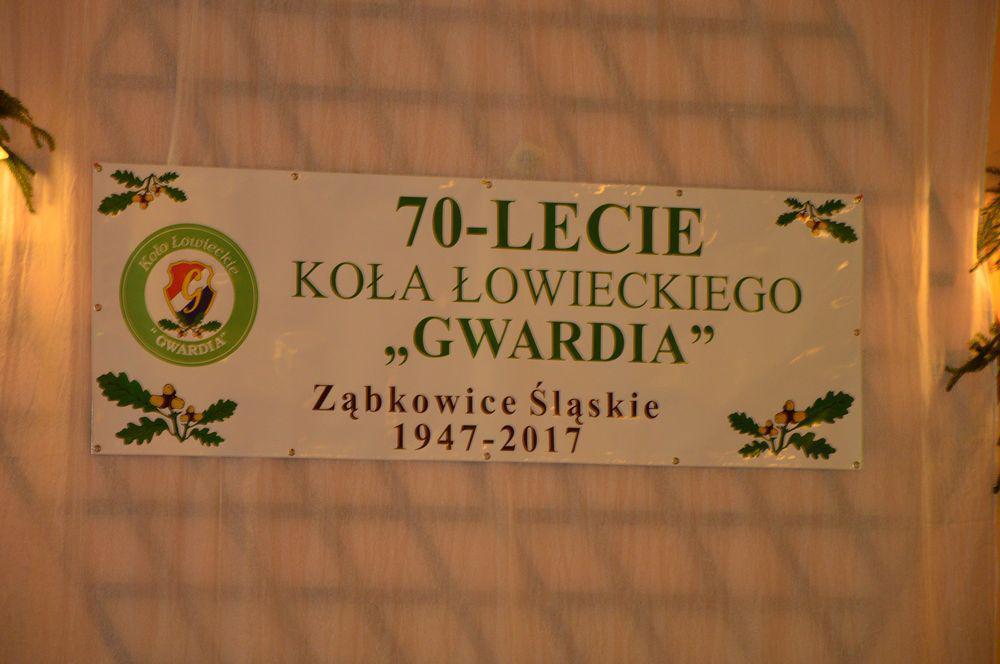 70-LECIE
KOŁA ŁOWIECKIEGO
„GWARDIA”
Ząbkowice Śląskie
1947-2017
Koło Łowieckie
G
"GWARDIA"